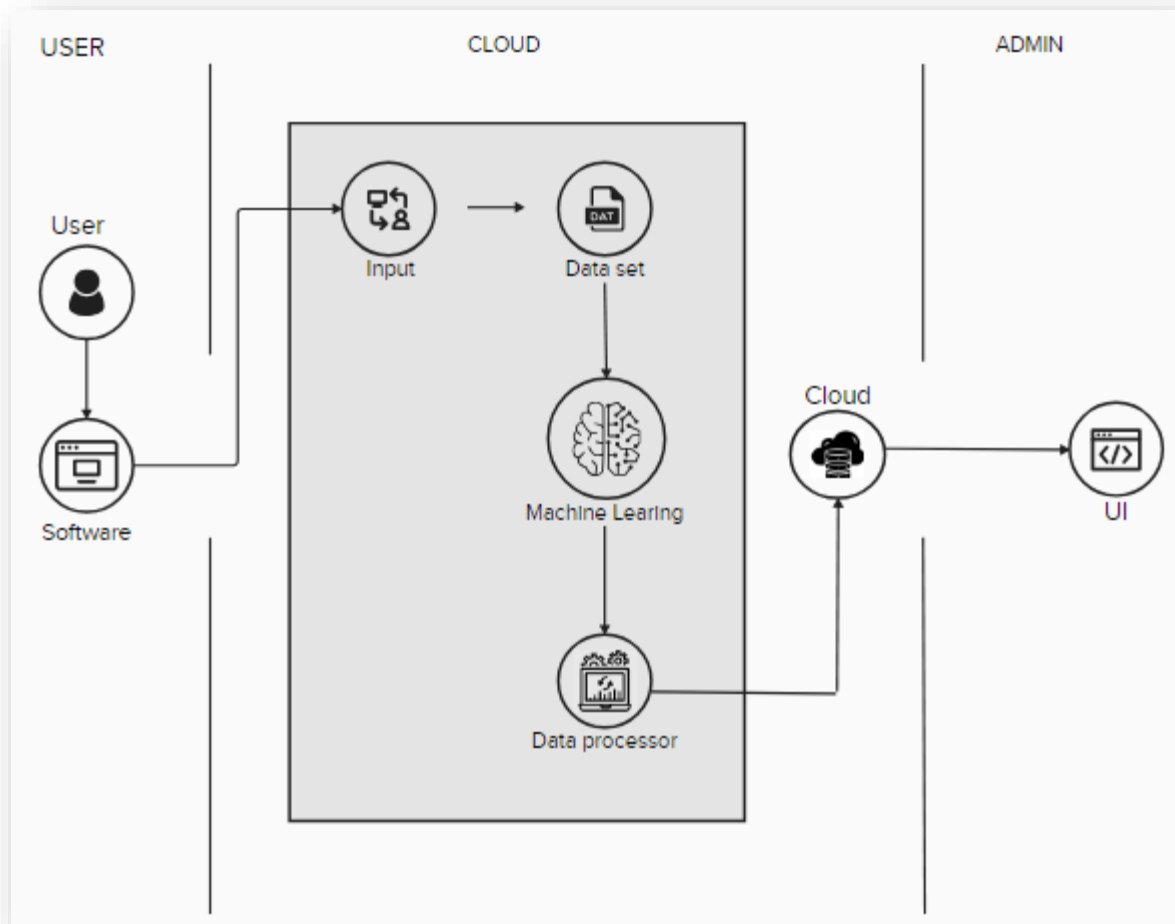 USER
CLOUD
ADMIN
User
Software
Input
DAT
Data set
Machine Learing
Data processor
Cloud
</>
UI